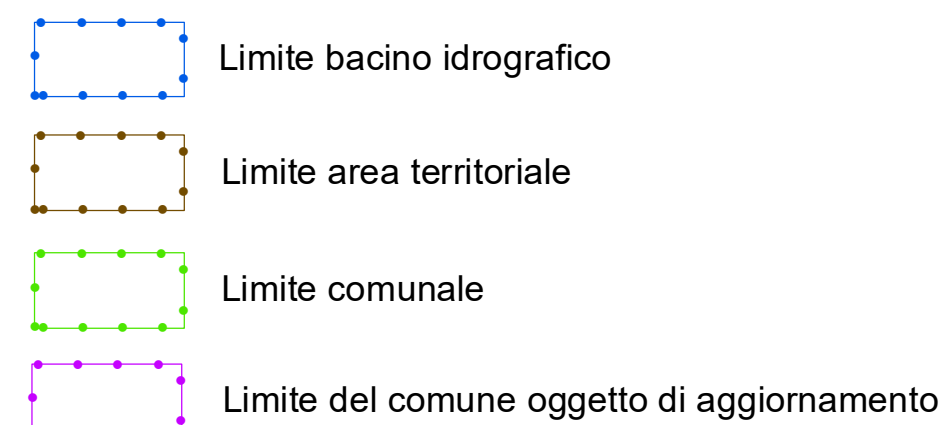 Limite bacino idrografico
Limite area territoriale
Limite comunale
Limite del comune oggetto di aggiornamento